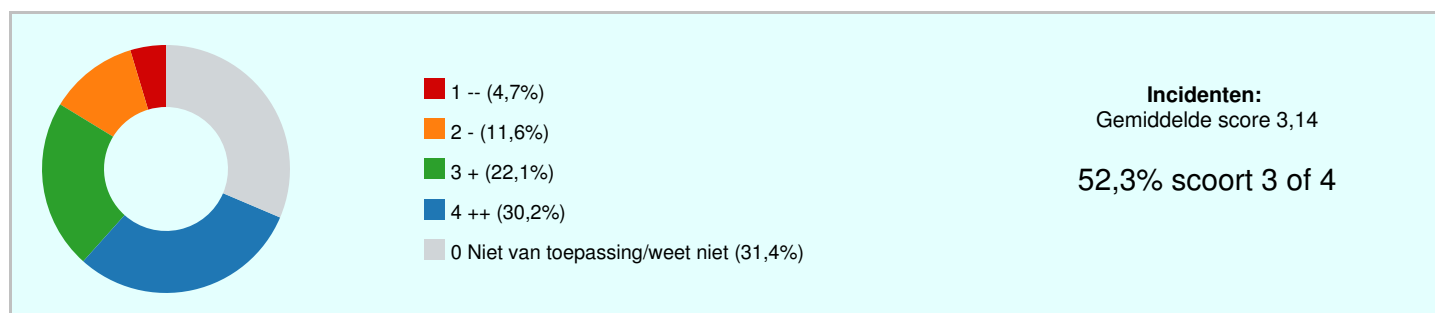 1 -- (4,7%)
2 - (11,6%)
3 + (22,1%)
4 ++ (30,2%)
0 Niet van toepassing/weet niet (31,4%)
Incidenten:
Gemiddelde score 3,14
52,3% scoort 3 of 4